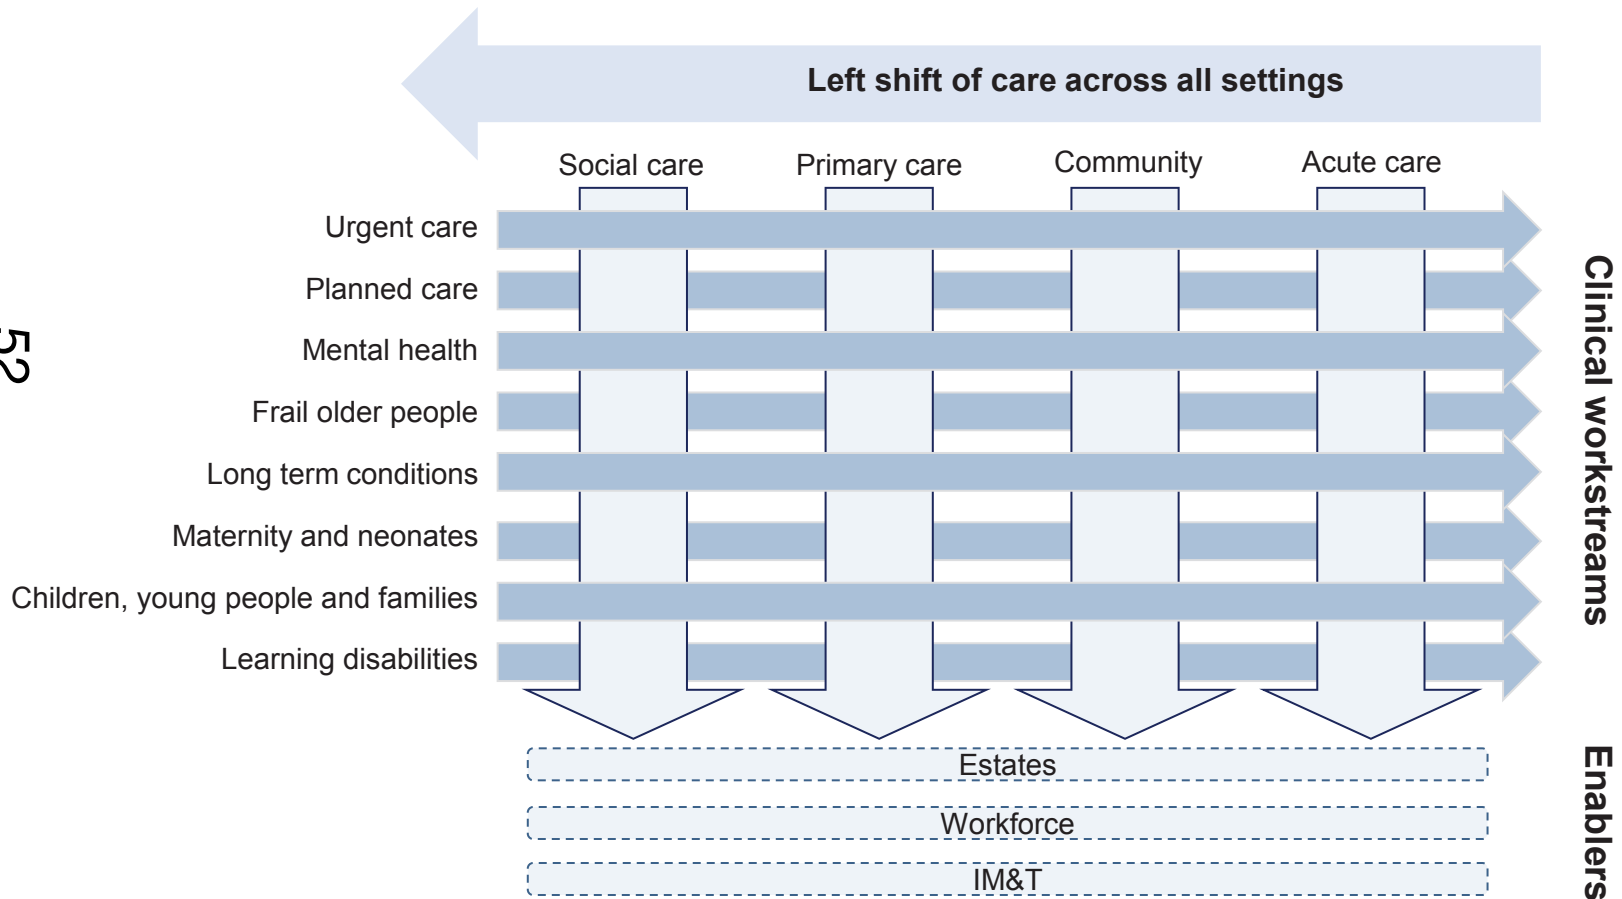 Left shift of care across all settings
Social care
Primary care
Community
Acute care
Urgent care
Planned care
Mental health
Frail older people
Long term conditions
Maternity and neonates
Children, young people and families
Learning disabilities
Clinical workstreams
Estates
Workforce
IM&T
Enablers
52